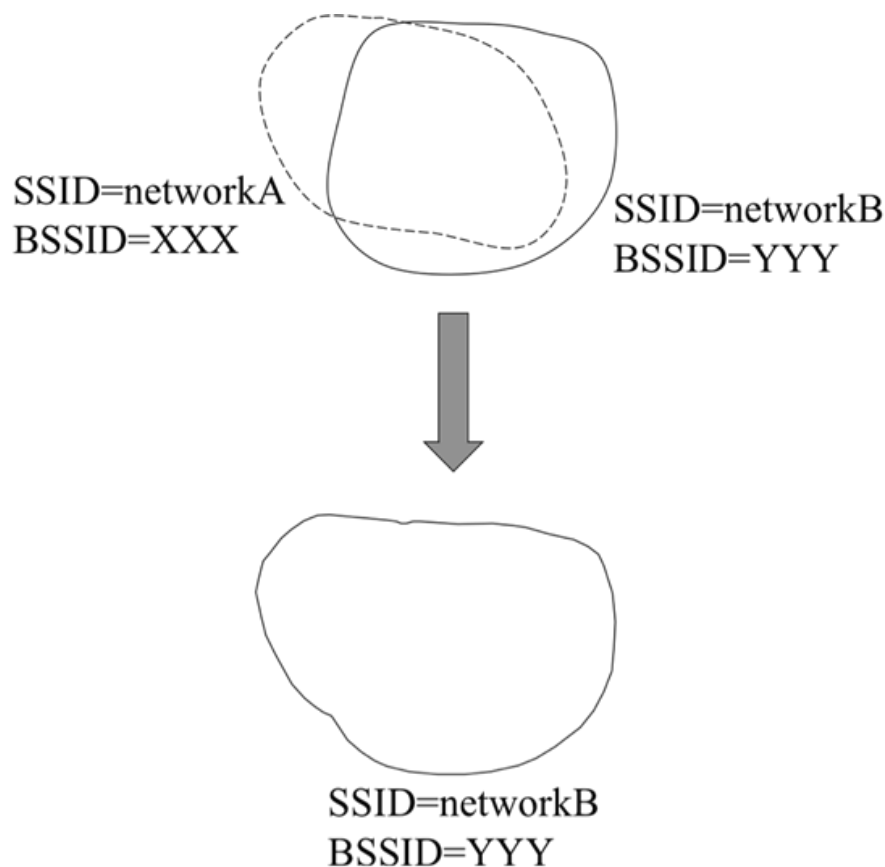 SSID=networkA
BSSID=XXX
SSID=networkB
BSSID=YYY
SSID=networkB
BSSID=YYY